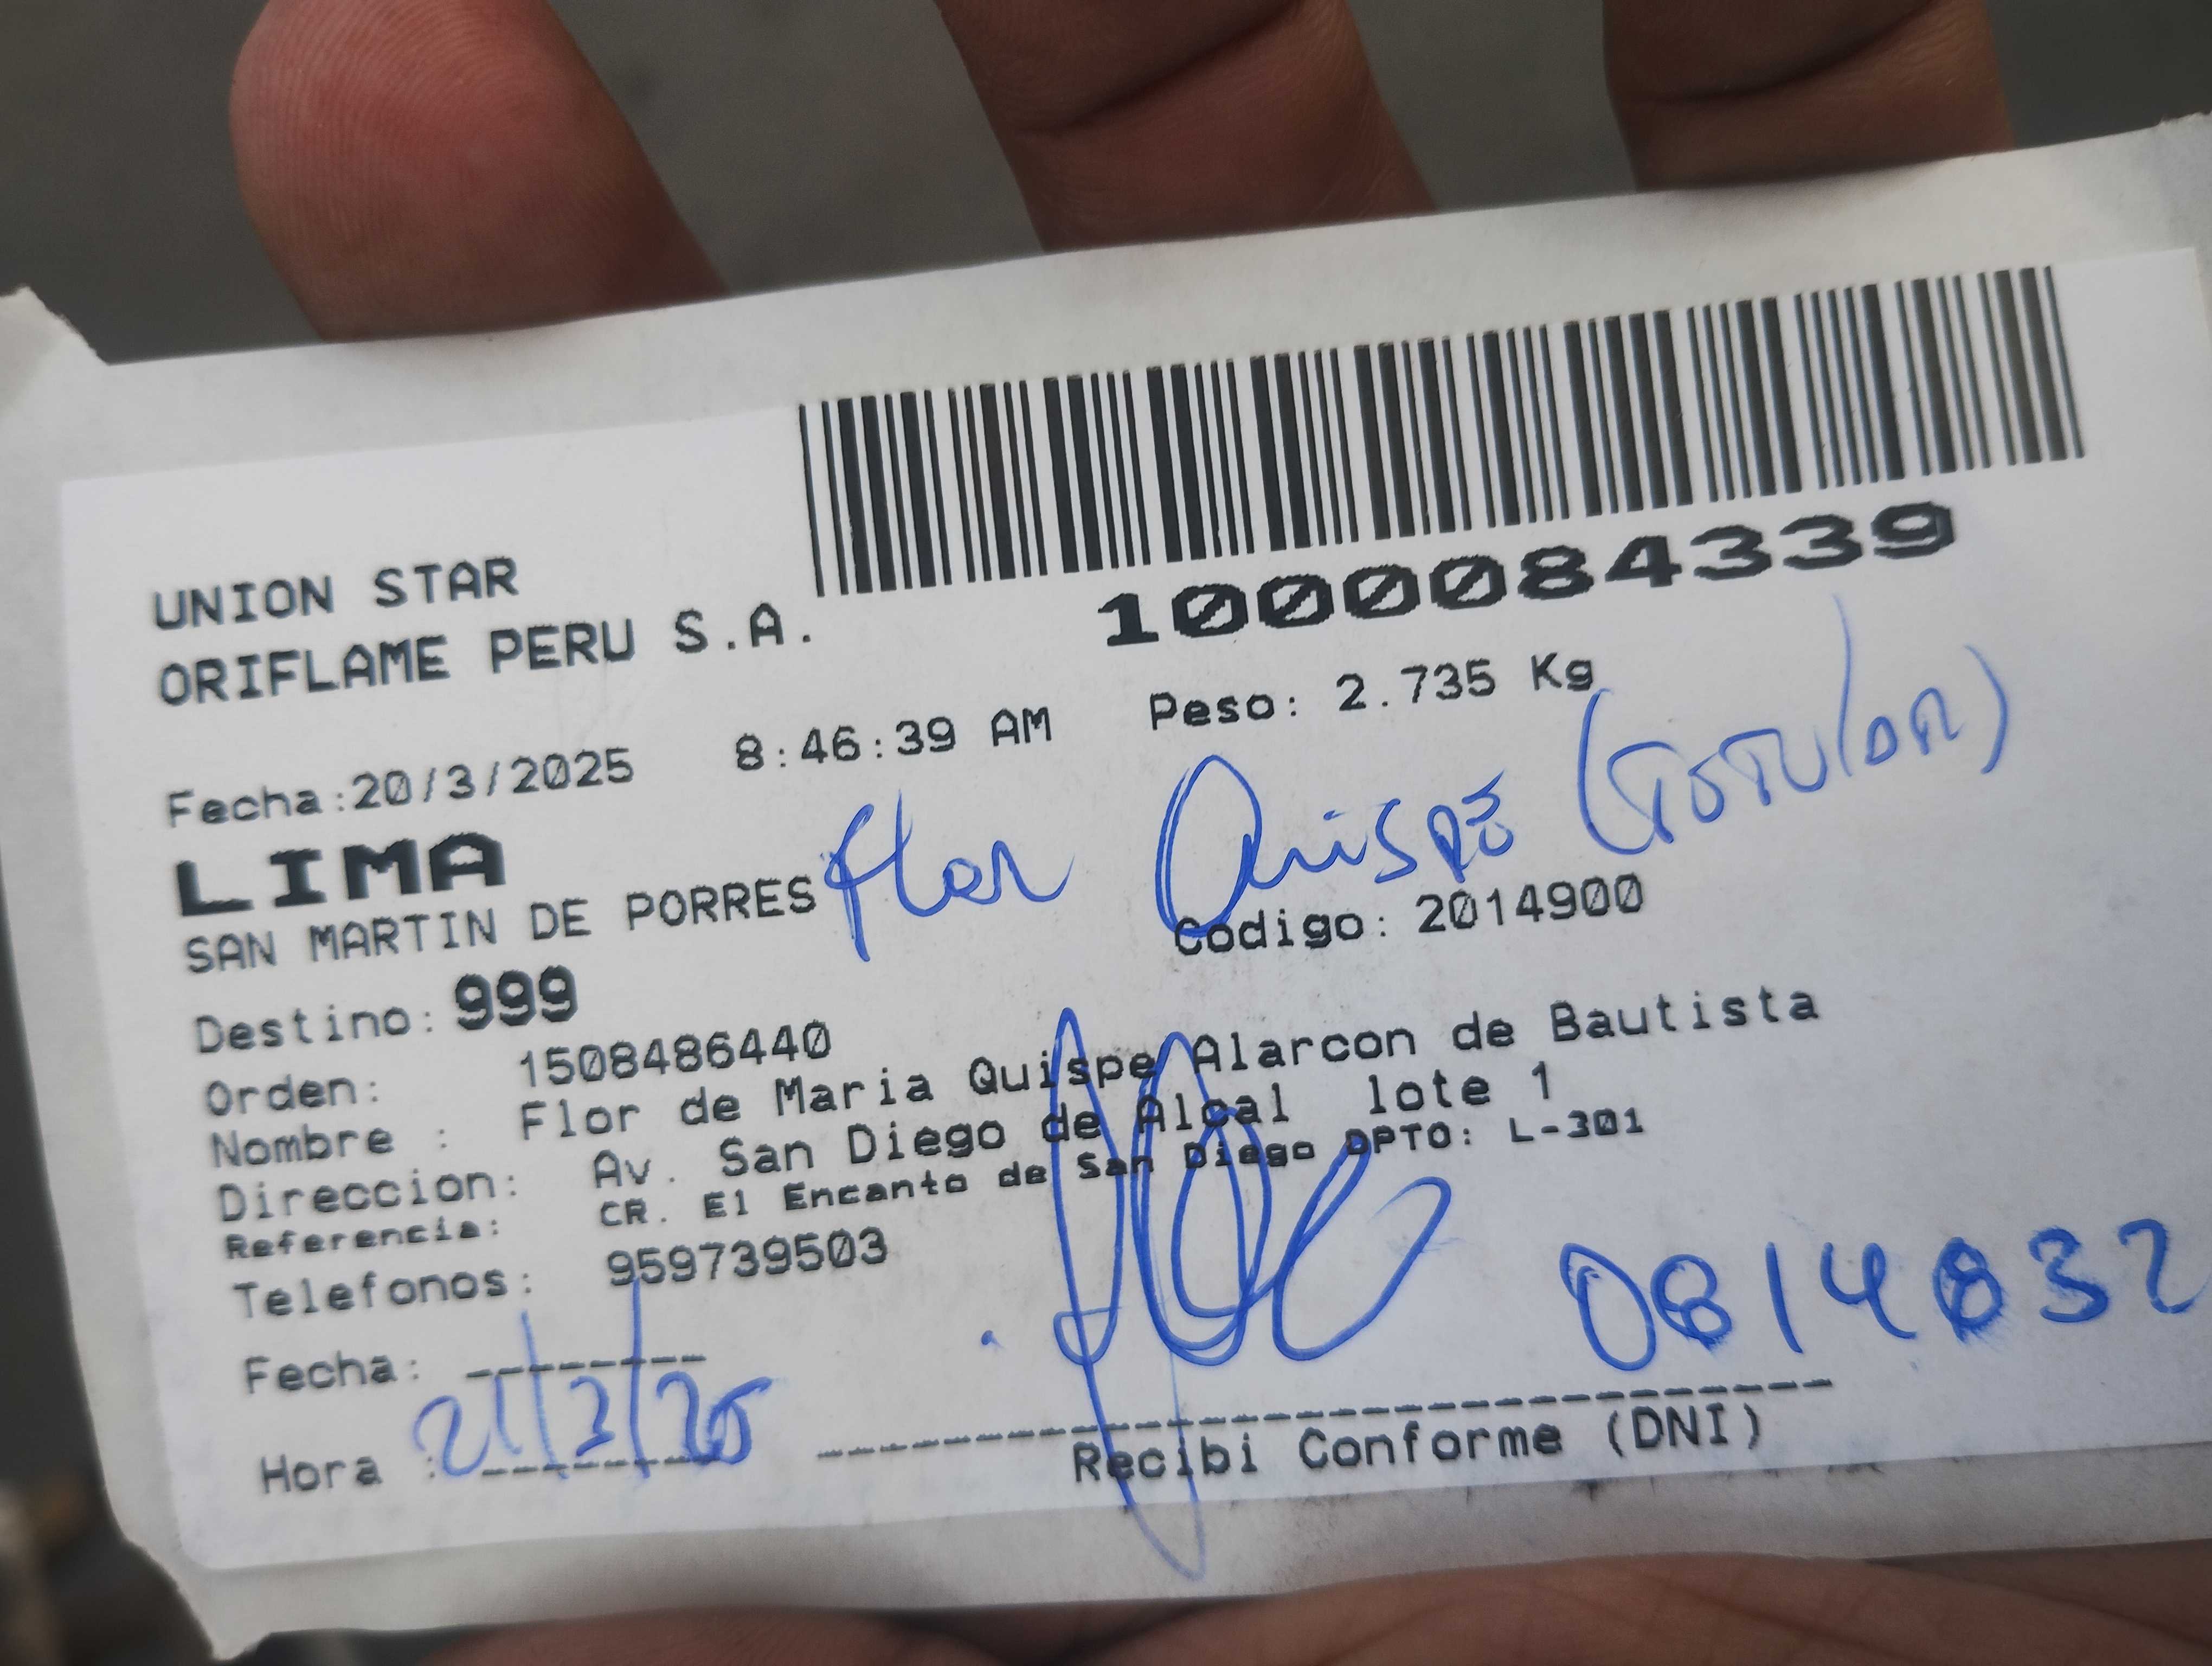 UNION STAR
ORIFLAME PERU S.A.
1000084339
Fecha:20/3/2025 8:46:39 AM Peso: 2.735 Kg
LIMA
Flor Quispe (TITULAR)
SAN MARTIN DE PORRES
Codigo: 2014900
Destino: 999
Orden: 1508486440
Nombre : Flor de Maria Quispe Alarcon de Bautista
Direccion: Av. San Diego de Alcal lote 1
Referencia: CR. El Encanto de San Diego DPTO: L-301
Telefonos: 959739503
Fecha:
21/3/25
Hora :
Recibi Conforme (DNI)